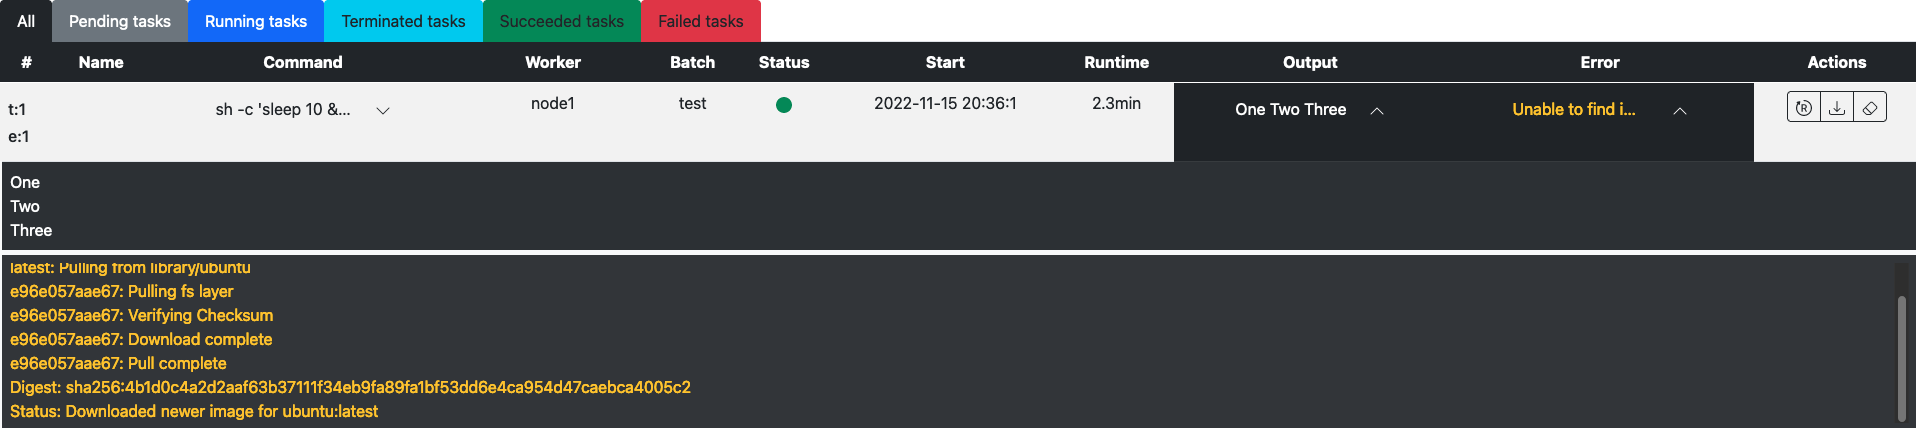 All Pending tasks Running tasks Terminated tasks Succeeded tasks Failed tasks
# Name Command Worker Batch Status Start Runtime Output Error Actions
t:1 sh -c 'sleep 10 &... node1 test 2022-11-15 20:36:1 2.3min One Two Three Unable to find i... R
e:1
One
Two
Three
latest: Pulling from library/ubuntu
e96e057aae67: Pulling fs layer
e96e057aae67: Verifying Checksum
e96e057aae67: Download complete
e96e057aae67: Pull complete
Digest: sha256:4b1d0c4a2d2aaf63b37111f34eb9fa89fa1bf53dd6e4ca954d47caebca4005c2
Status: Downloaded newer image for ubuntu:latest